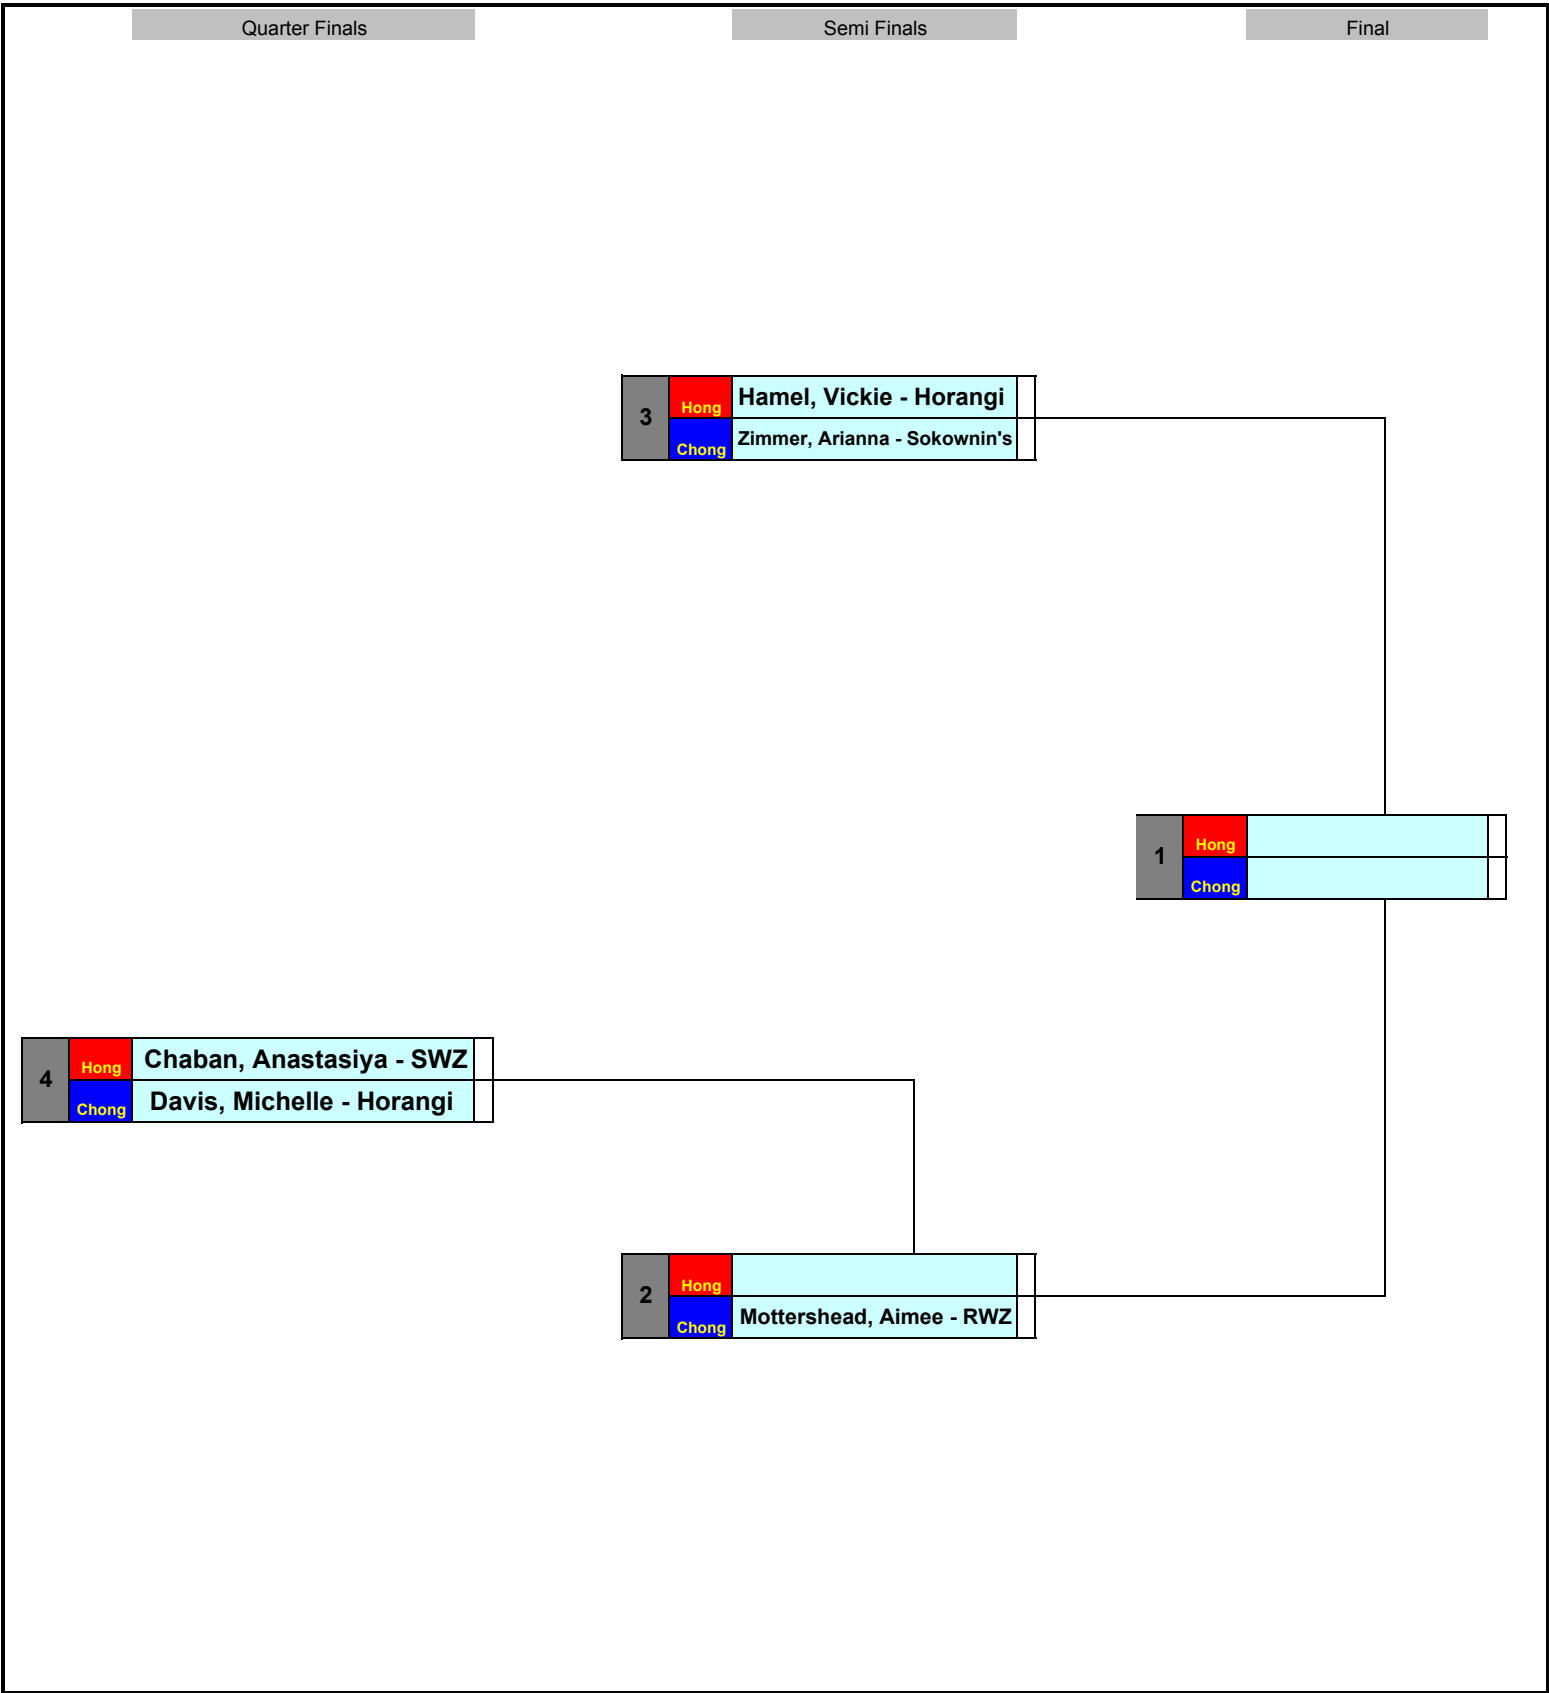 Quarter Finals
Semi Finals
Final
3
Hong
Hamel, Vickie - Horangi
Chong
Zimmer, Arianna - Sokownin's
1
Hong
Chong
4
Hong
Chaban, Anastasiya - SWZ
Chong
Davis, Michelle - Horangi
2
Hong
Chong
Mottershead, Aimee - RWZ